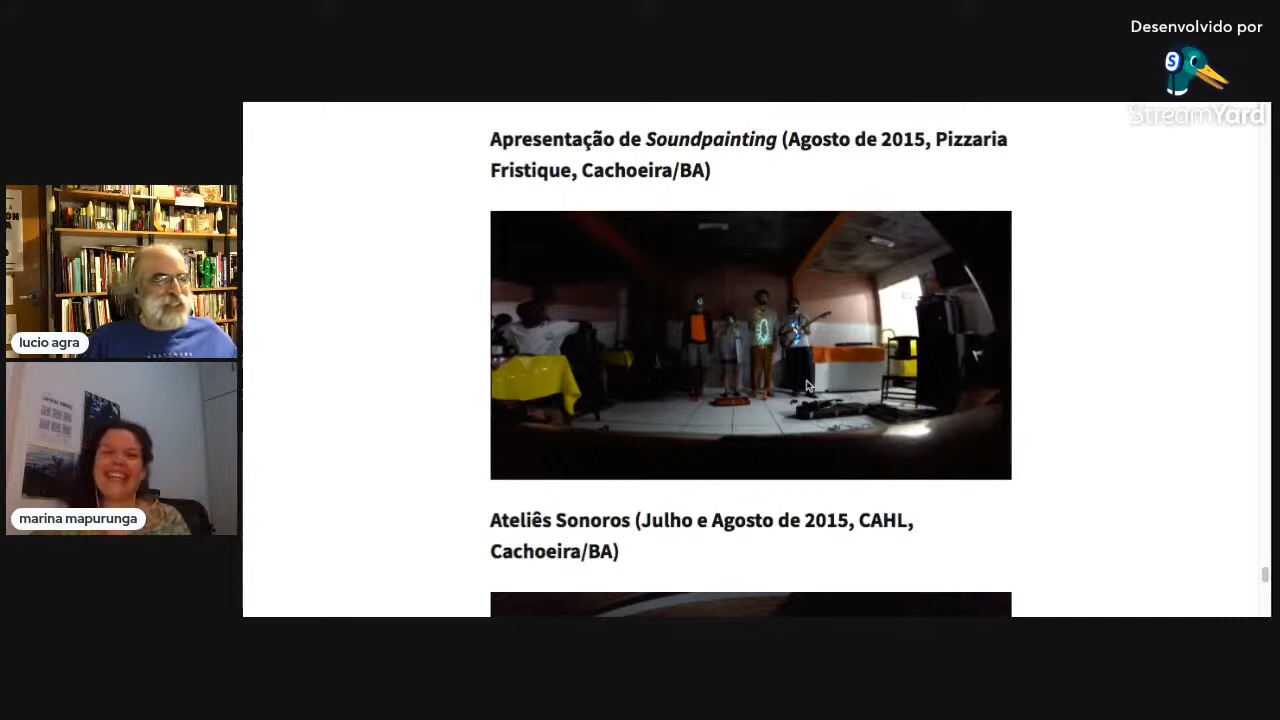 Desenvolvido por
S
StreamYard
Apresentação de Soundpainting (Agosto de 2015, Pizzaria
Fristique, Cachoeira/BA)
lucio agra
marina mapurunga
Ateliês Sonoros (Julho e Agosto de 2015, CAHL,
Cachoeira/BA)